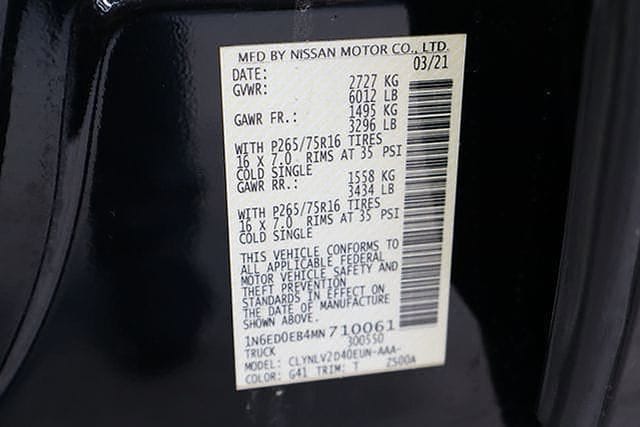 MFD BY NISSAN MOTOR CO., LTD.
DATE: 03/21
GVWR: 2727 KG
6012 LB
GAWR FR.: 1495 KG
3296 LB
WITH P265/75R16 TIRES
16 X 7.0 RIMS AT 35 PSI
COLD SINGLE
GAWR RR.: 1558 KG
3434 LB
WITH P265/75R16 TIRES
16 X 7.0 RIMS AT 35 PSI
COLD SINGLE
THIS VEHICLE CONFORMS TO
ALL APPLICABLE FEDERAL
MOTOR VEHICLE SAFETY AND
THEFT PREVENTION
STANDARDS IN EFFECT ON
THE DATE OF MANUFACTURE
SHOWN ABOVE
1N6ED0EB4MN710061
TRUCK 300550
MODEL: CLYNLV2D40EUN-AAA-
COLOR: G41 TRIM: T 2500A